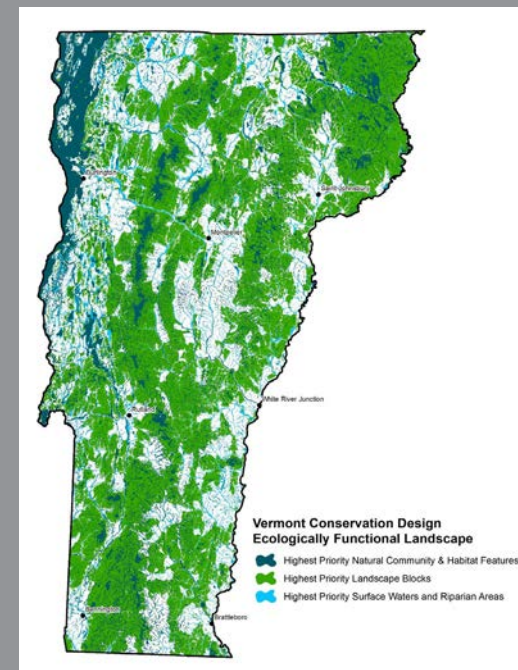 Burlington
Saint Johnsbury
Montpelier
White River Junction
Rutland
Vermont Conservation Design
Ecologically Functional Landscape
Highest Priority Natural Community & Habitat Features
Highest Priority Landscape Blocks
Highest Priority Surface Waters and Riparian Areas
Bennington
Brattleboro